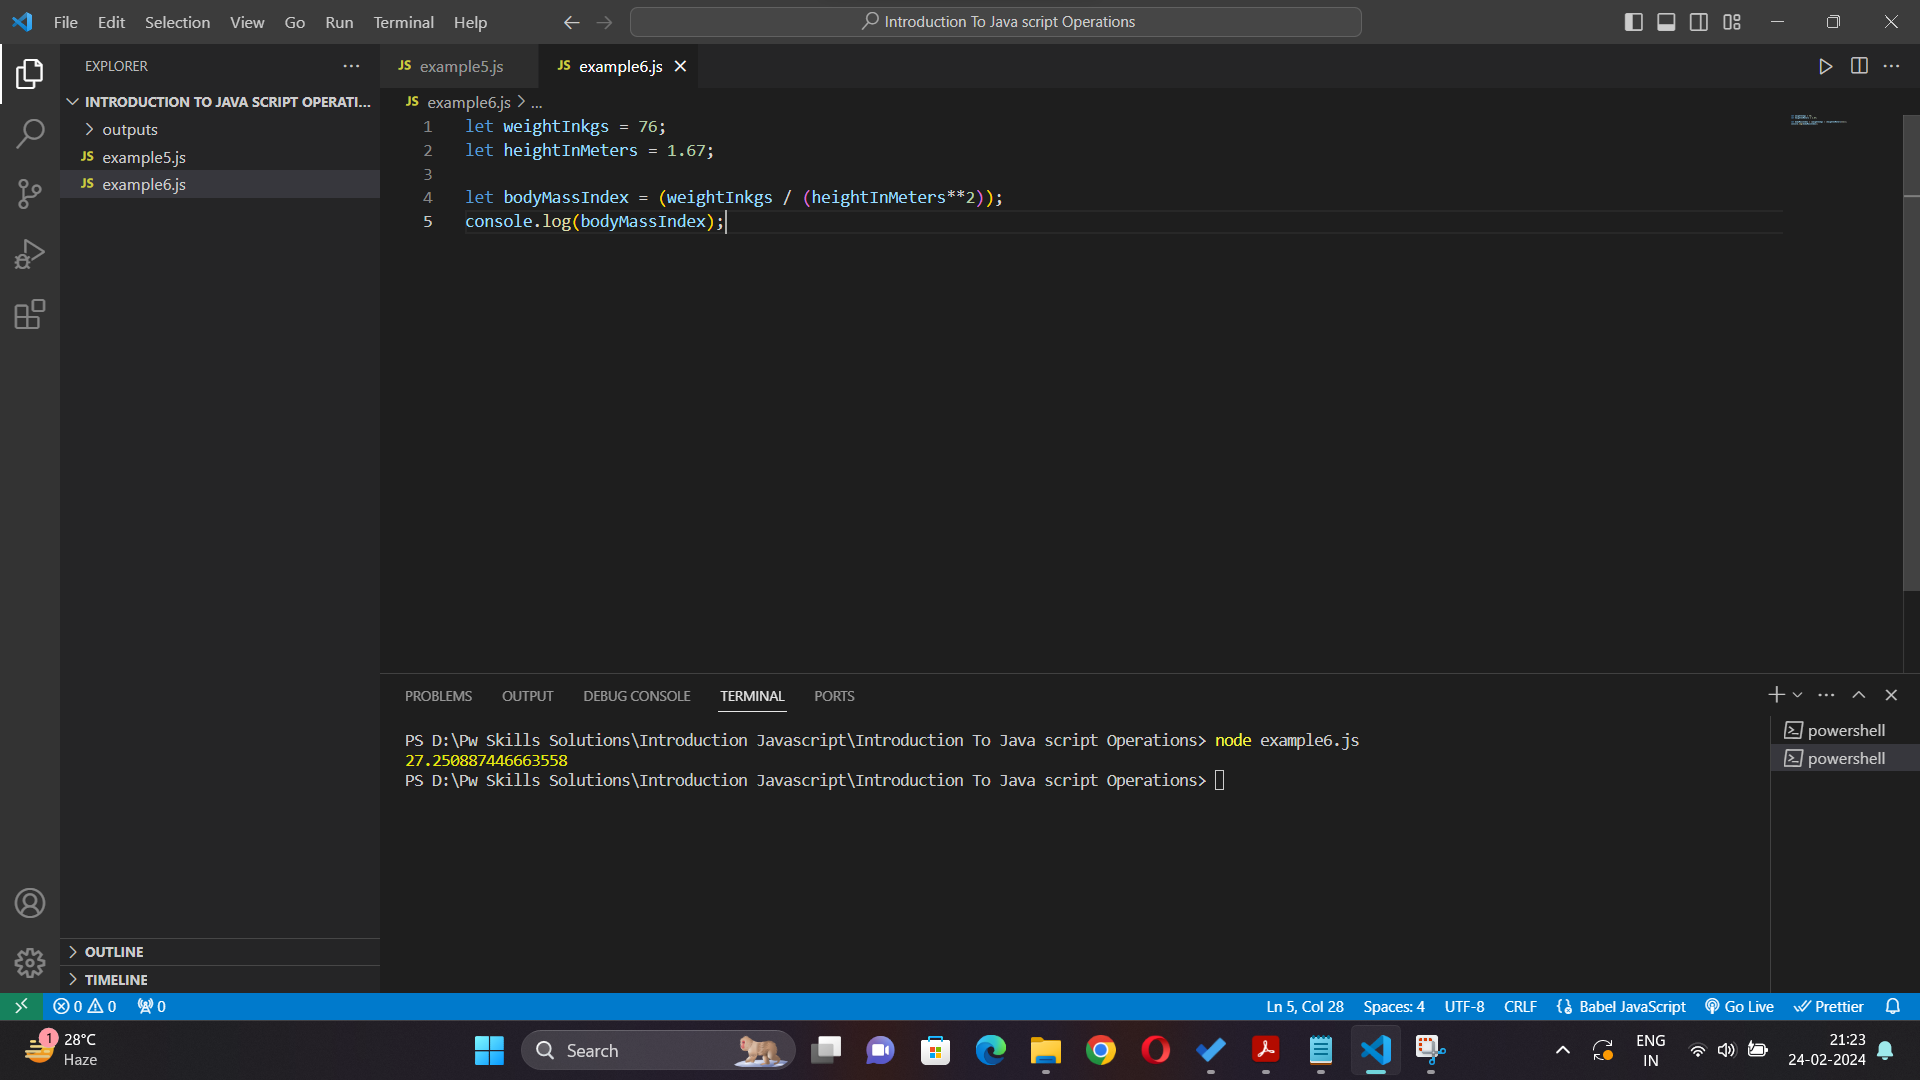 File Edit Selection View Go Run Terminal Help
Introduction To Java script Operations
EXPLORER
INTRODUCTION TO JAVA SCRIPT OPERATI...
outputs
JS example5.js
JS example6.js
OUTLINE
TIMELINE
JS example5.js
JS example6.js
JS example6.js > ...
1 let weightInkgs = 76;
2 let heightInMeters = 1.67;
3
4 let bodyMassIndex = (weightInkgs / (heightInMeters**2));
5 console.log(bodyMassIndex);
PROBLEMS OUTPUT DEBUG CONSOLE TERMINAL PORTS
PS D:\Pw Skills Solutions\Introduction Javascript\Introduction To Java script Operations> node example6.js
27.250887446663558
PS D:\Pw Skills Solutions\Introduction Javascript\Introduction To Java script Operations>
powershell
powershell
0 0 0
Ln 5, Col 28 Spaces: 4 UTF-8 CRLF Babel JavaScript Go Live Prettier
1
28°C
Haze
Search
ENG
IN
21:23
24-02-2024